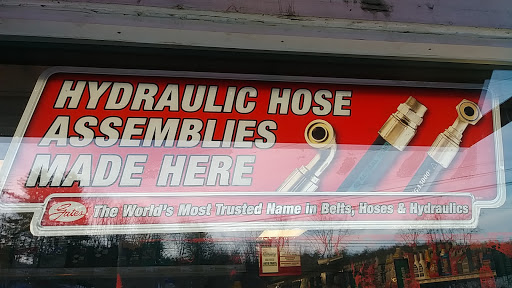 HYDRAULIC HOSE
ASSEMBLIES
MADE HERE
Gates The World's Most Trusted Name in Belts, Hoses & Hydraulics